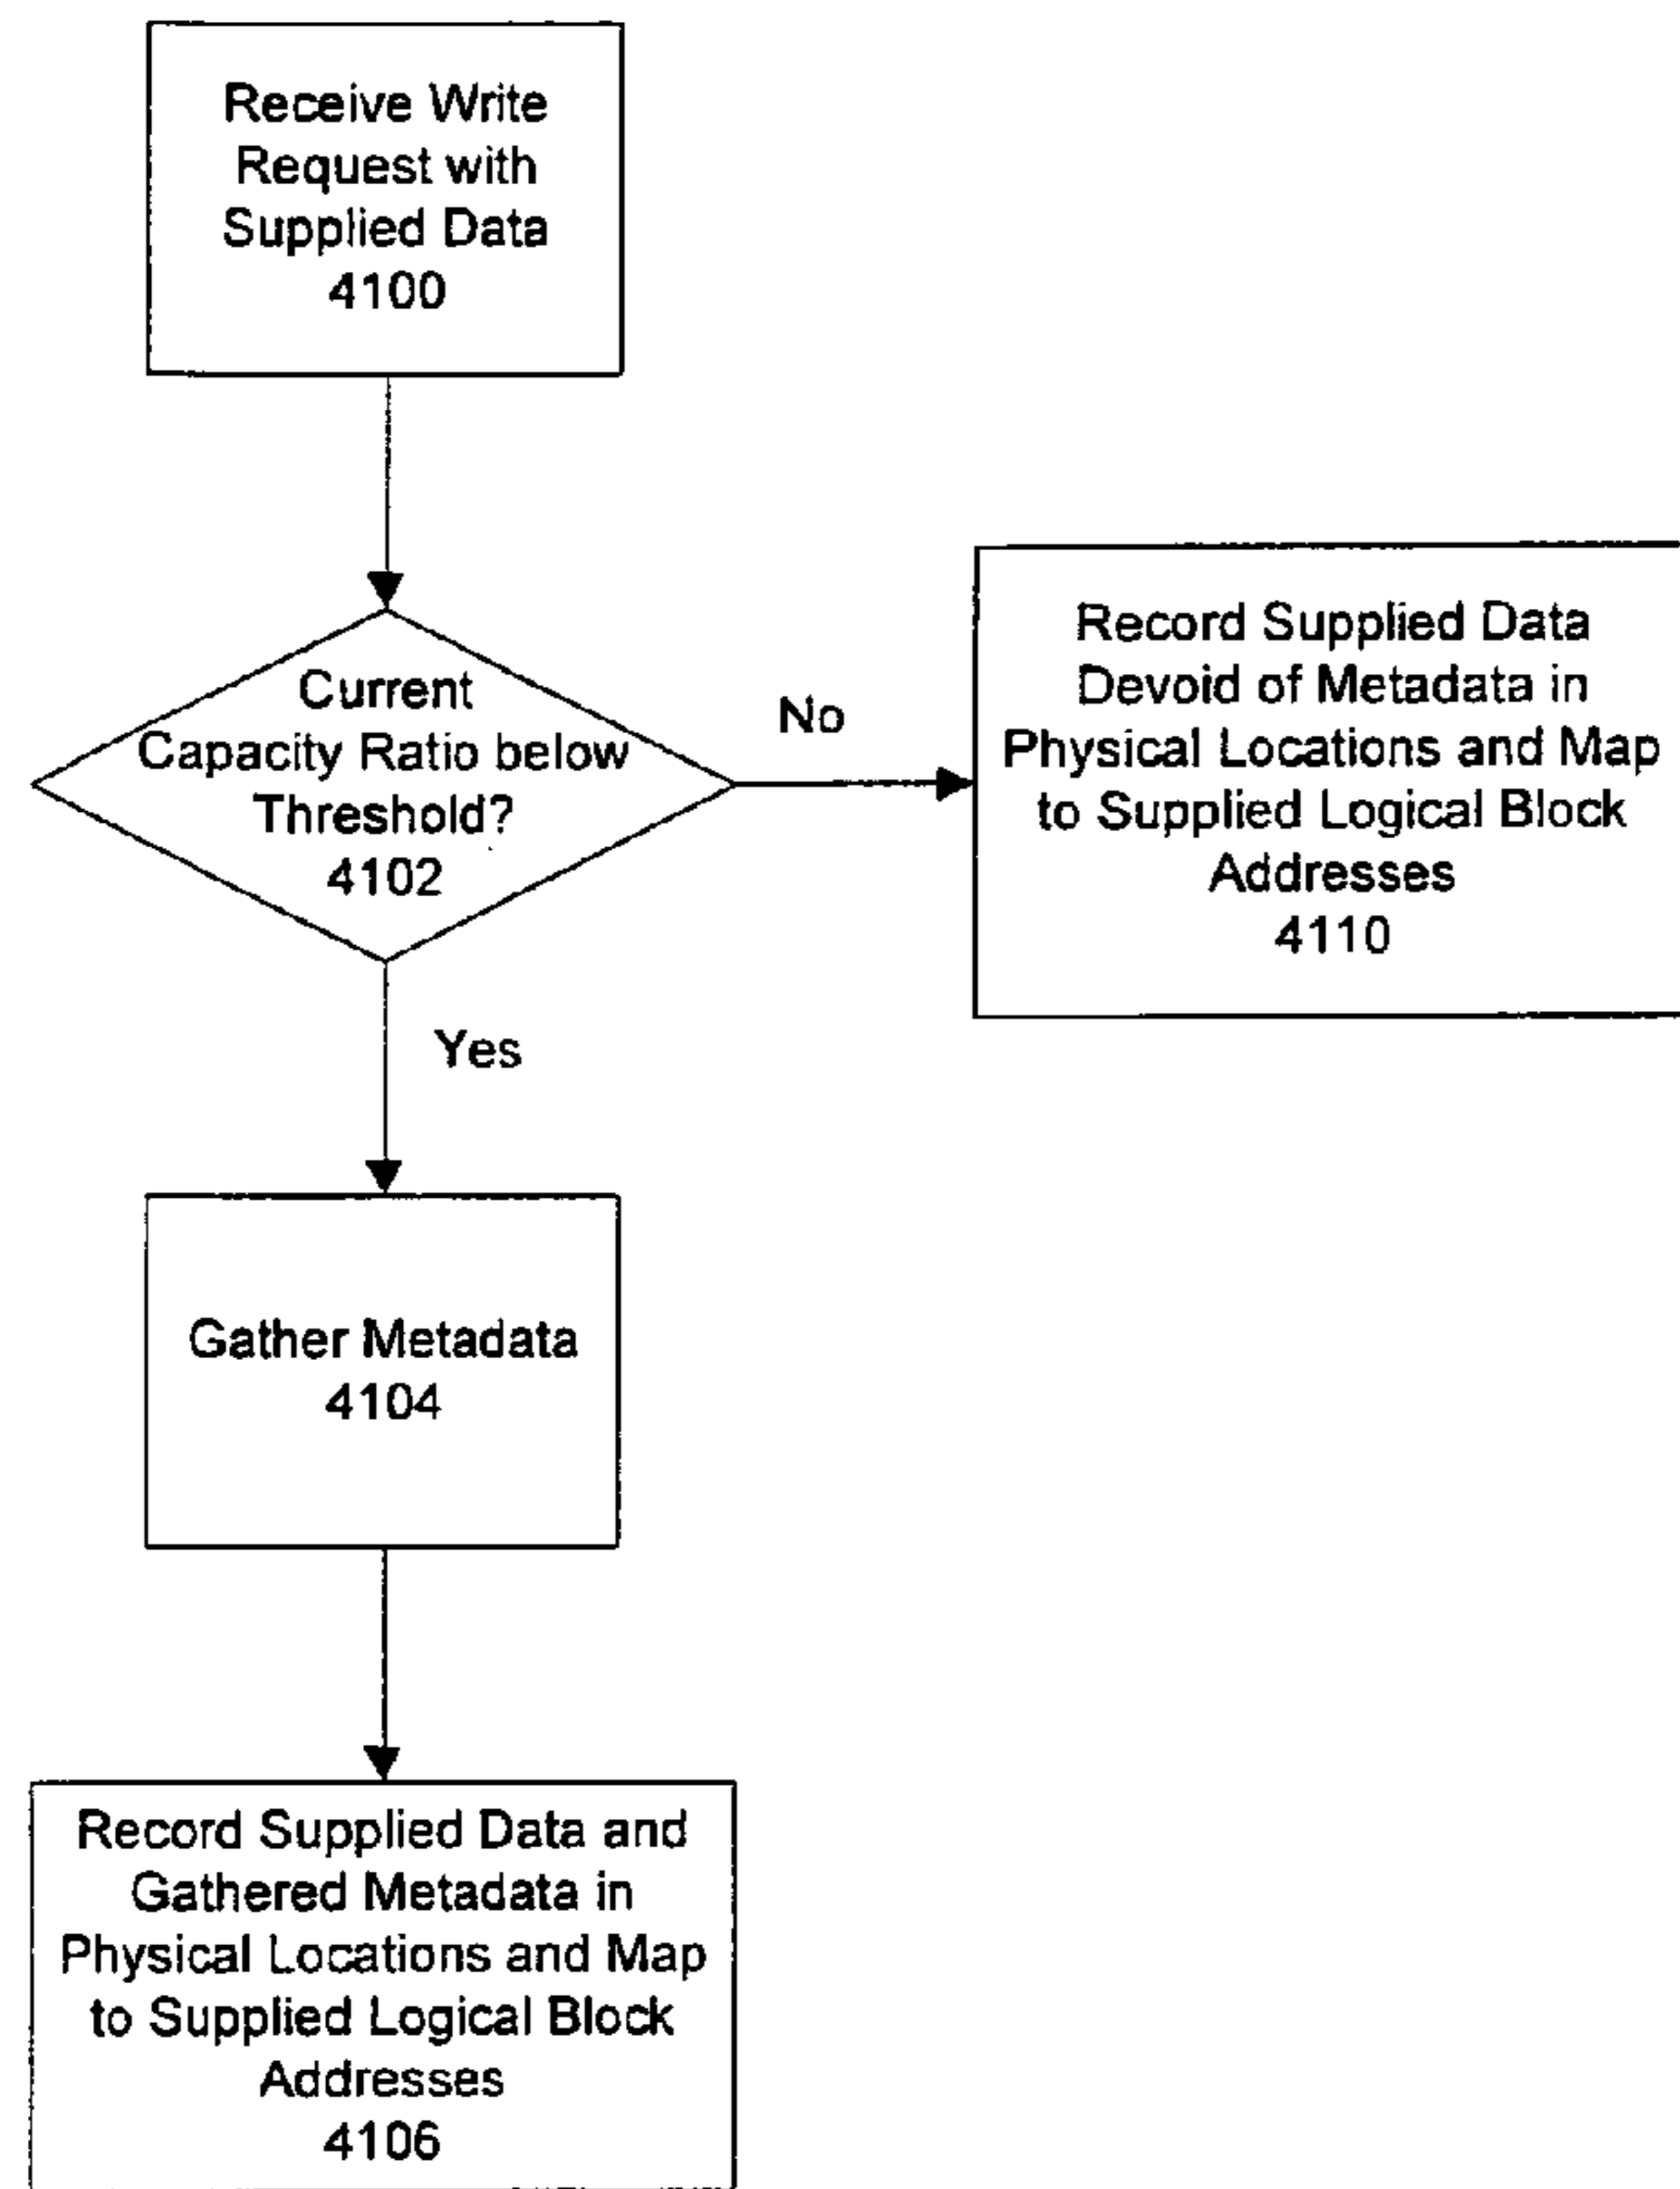 Receive Write
Request with
Supplied Data
4100
Current
Capacity Ratio below
Threshold?
4102
No
Record Supplied Data
Devoid of Metadata in
Physical Locations and Map
to Supplied Logical Block
Addresses
4110
Yes
Gather Metadata
4104
Record Supplied Data and
Gathered Metadata in
Physical Locations and Map
to Supplied Logical Block
Addresses
4106